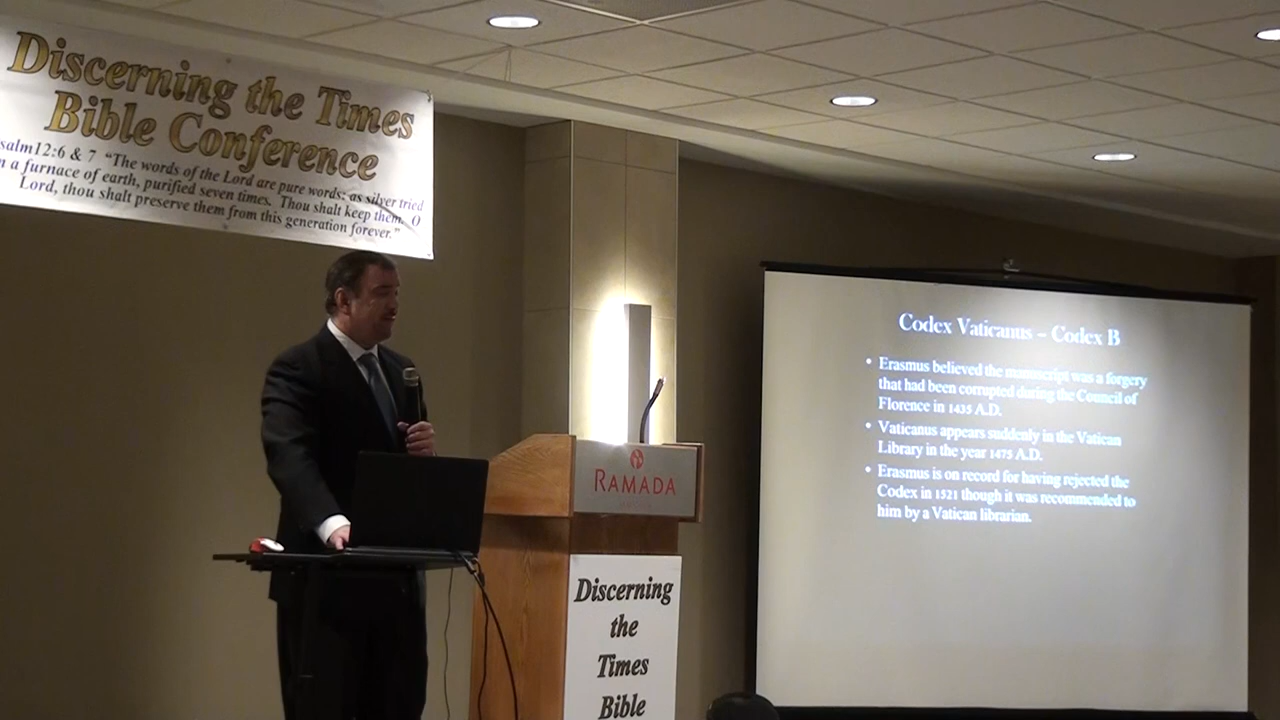 Discerning the Times
Bible Conference
salm12:6 & 7 "The words of the Lord are pure words: as silver tried
a furnace of earth, purified seven times. Thou shalt keep them, O
Lord, thou shalt preserve them from this generation forever."
Codex Vaticanus – Codex B
• Erasmus believed the manuscript was a forgery
that had been corrupted during the Council of
Florence in 1435 A.D.
• Vaticanus appears suddenly in the Vatican
Library in the year 1475 A.D.
• Erasmus is on record for having rejected the
Codex in 1521 though it was recommended to
him by a Vatican librarian.
RAMADA
Discerning
the
Times
Bible